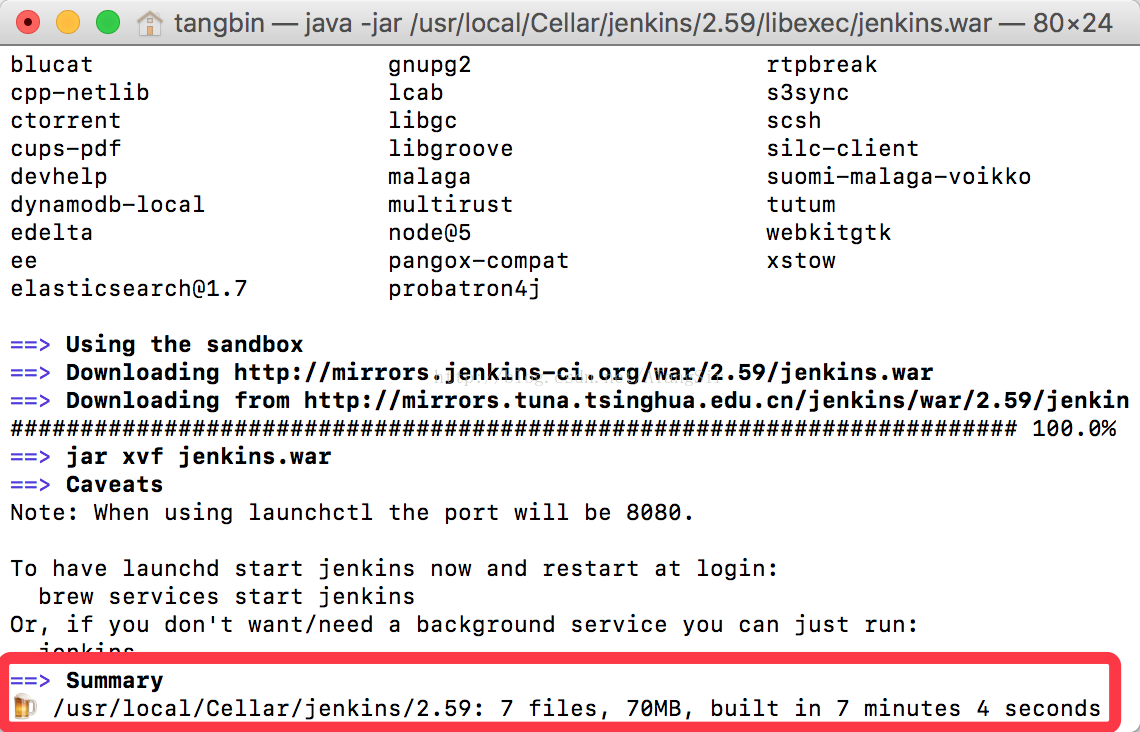 tangbin — java -jar /usr/local/Cellar/jenkins/2.59/libexec/jenkins.war — 80×24
blucat gnupg2 rtpbreak
cpp-netlib lcab s3sync
ctorrent libgc scsh
cups-pdf libgroove silc-client
devhelp malaga suomi-malaga-voikko
dynamodb-local multirust tutum
edelta node@5 webkitgtk
ee pangox-compat xstow
elasticsearch@1.7 probatron4j
==> Using the sandbox
==> Downloading http://mirrors.jenkins-ci.org/war/2.59/jenkins.war
==> Downloading from http://mirrors.tuna.tsinghua.edu.cn/jenkins/war/2.59/jenkin
######################################################################## 100.0%
==> jar xvf jenkins.war
==> Caveats
Note: When using launchctl the port will be 8080.
To have launchd start jenkins now and restart at login:
brew services start jenkins
Or, if you don't want/need a background service you can just run:
jenkins
==> Summary
🍺 /usr/local/Cellar/jenkins/2.59: 7 files, 70MB, built in 7 minutes 4 seconds